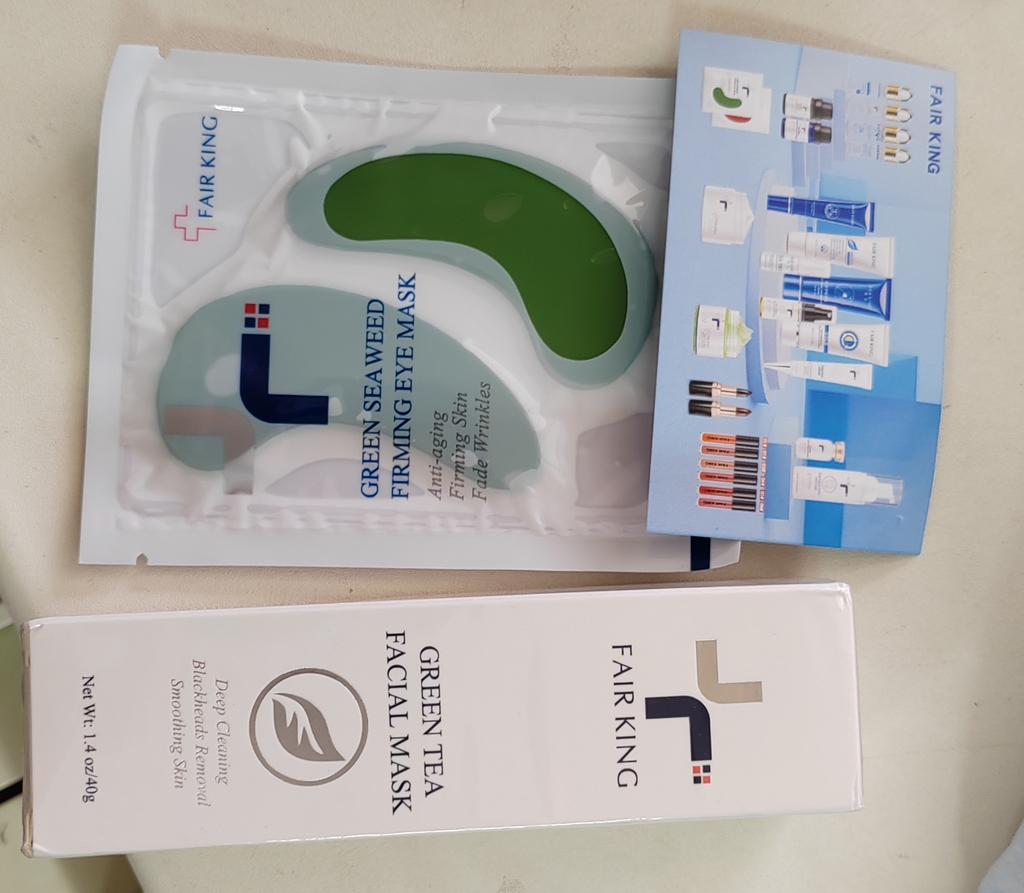 FAIR KING
GREEN SEAWEED
FIRMING EYE MASK
Anti-aging
Firming Skin
Fade Wrinkles
FAIR KING
FAIR KING
GREEN TEA
FACIAL MASK
Deep Cleaning
Blackheads Removal
Smoothing Skin
Net Wt: 1.4 oz/40g